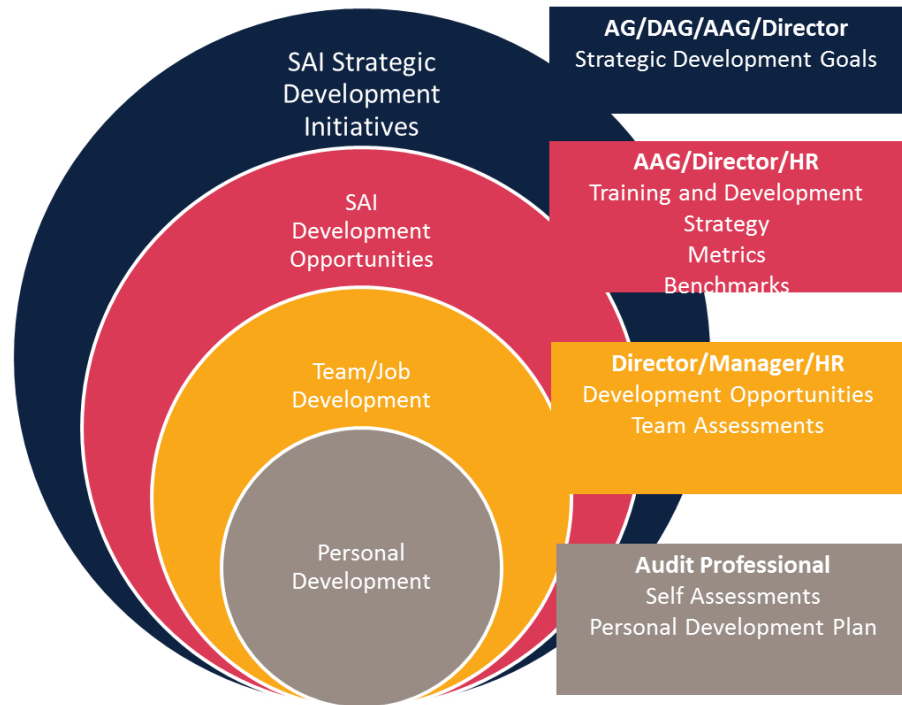 SAI Strategic
Development
Initiatives
AG/DAG/AAG/Director
Strategic Development Goals
SAI
Development
Opportunities
AAG/Director/HR
Training and Development
Strategy
Metrics
Benchmarks
Team/Job
Development
Director/Manager/HR
Development Opportunities
Team Assessments
Personal
Development
Audit Professional
Self Assessments
Personal Development Plan